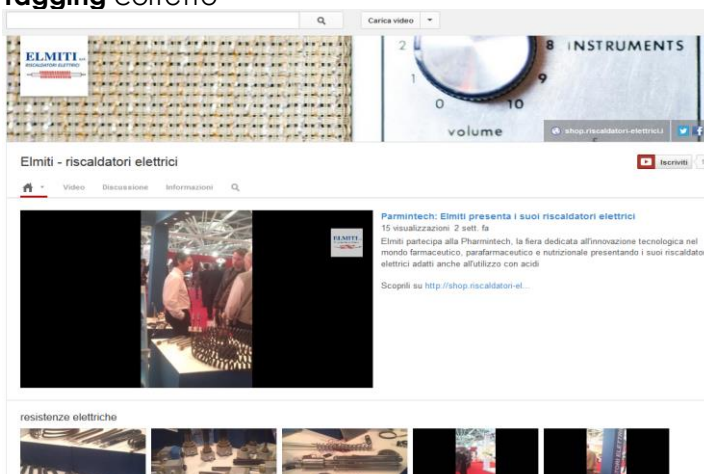 Tagging corretto
Carica video
ELMITI srl
RISCALDATORI ELETTRICI
2
1
0
10
9
8
INSTRUMENTS
volume
shop.riscaldatori-elettrici.i
Elmiti - riscaldatori elettrici
Iscriviti
Video Discussione Informazioni
ELMITI
Parmintech: Elmiti presenta i suoi riscaldatori elettrici
15 visualizzazioni 2 sett. fa
Elmiti partecipa alla Pharmintech, la fiera dedicata all'innovazione tecnologica nel
mondo farmaceutico, parafarmaceutico e nutrizionale presentando i suoi riscaldator
elettrici adatti anche all'utilizzo con acidi
Scoprili su http://shop.riscaldatori-el...
resistenze elettriche